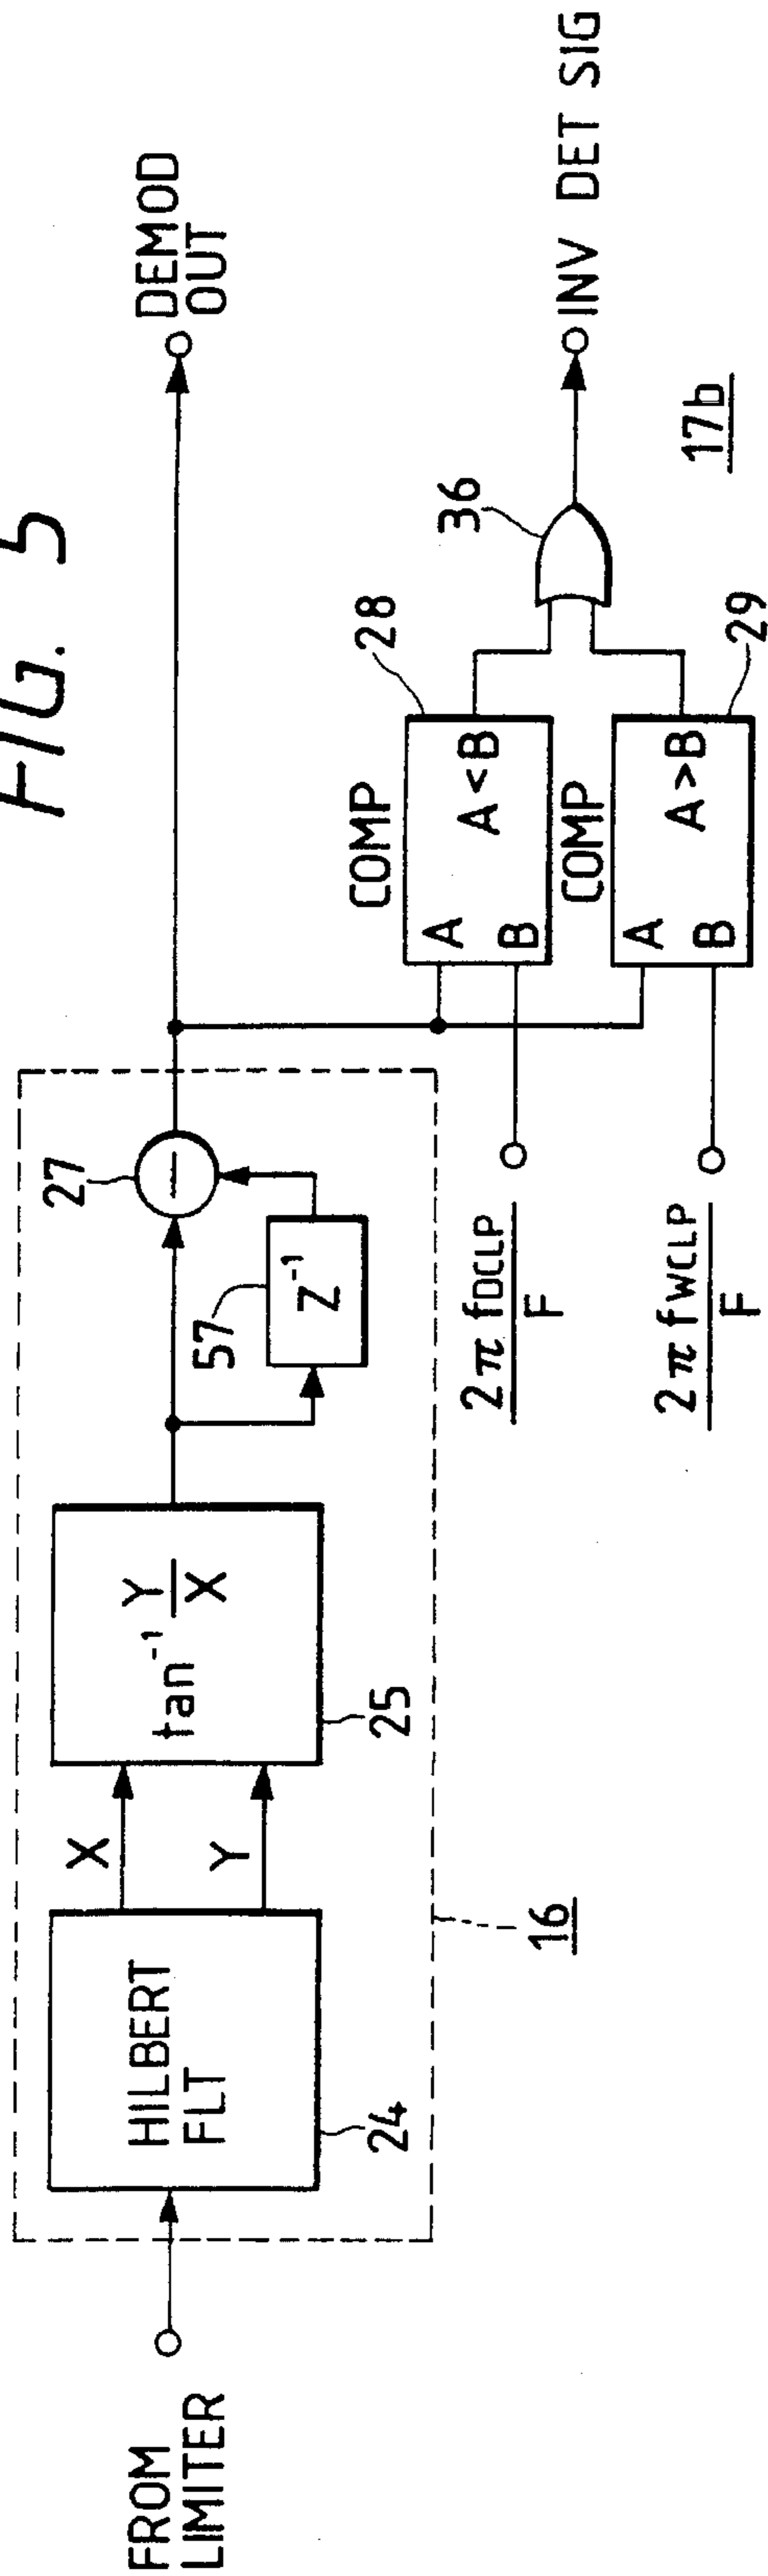 FIG. 5
FROM
LIMITER
HILBERT
FLT
24
X
Y
tan⁻¹ Y/X
25
57
Z⁻¹
27
16
DEMOD
OUT
COMP
A
B
A < B
28
COMP
A
B
A > B
29
2π fDCLP
F
2π fWCLP
F
36
INV DET SIG
17b